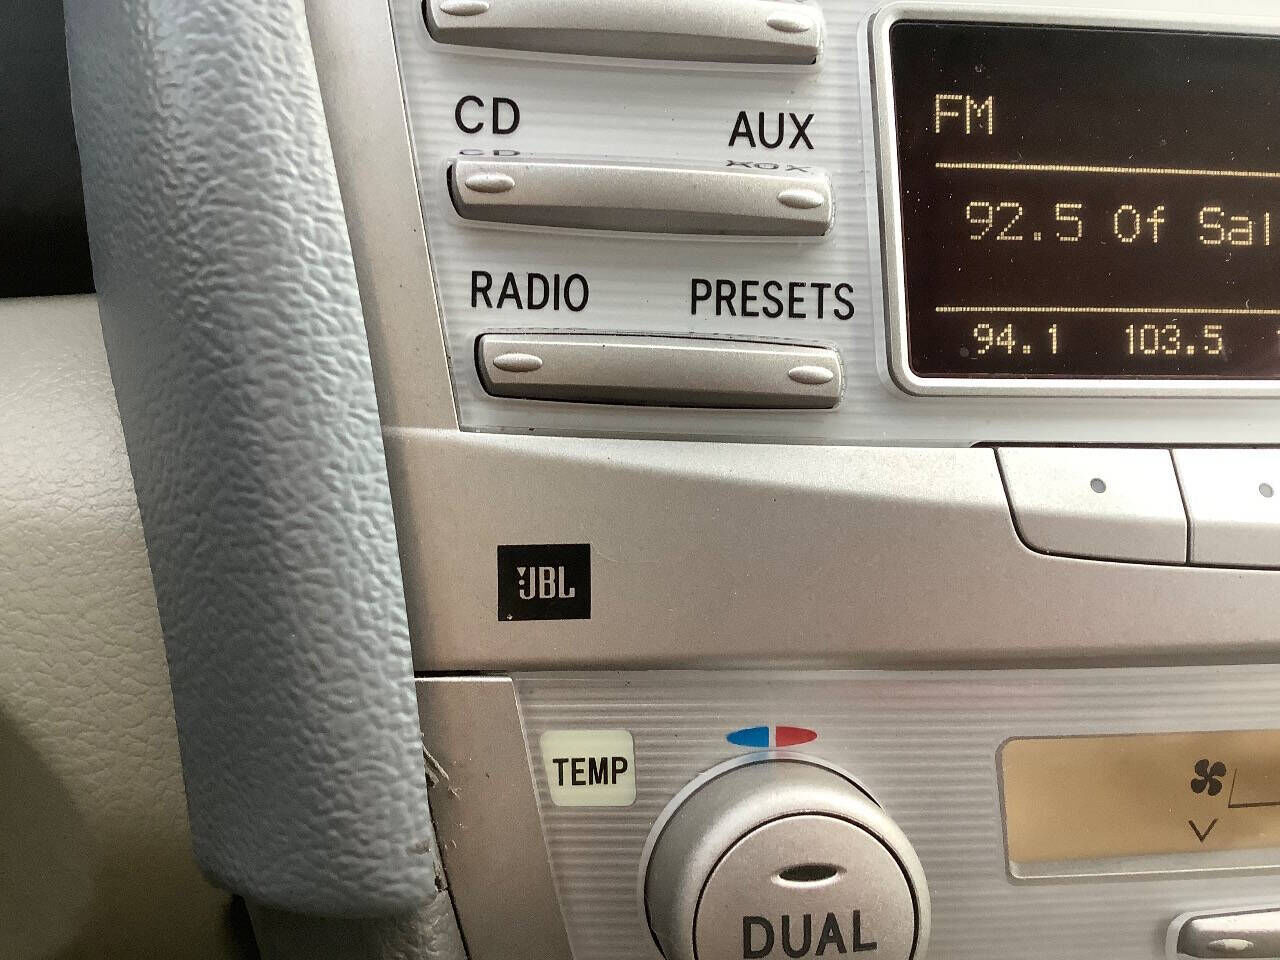 CD AUX
RADIO PRESETS
FM
92.5 Of Sal
94.1 103.5
JBL
TEMP
DUAL